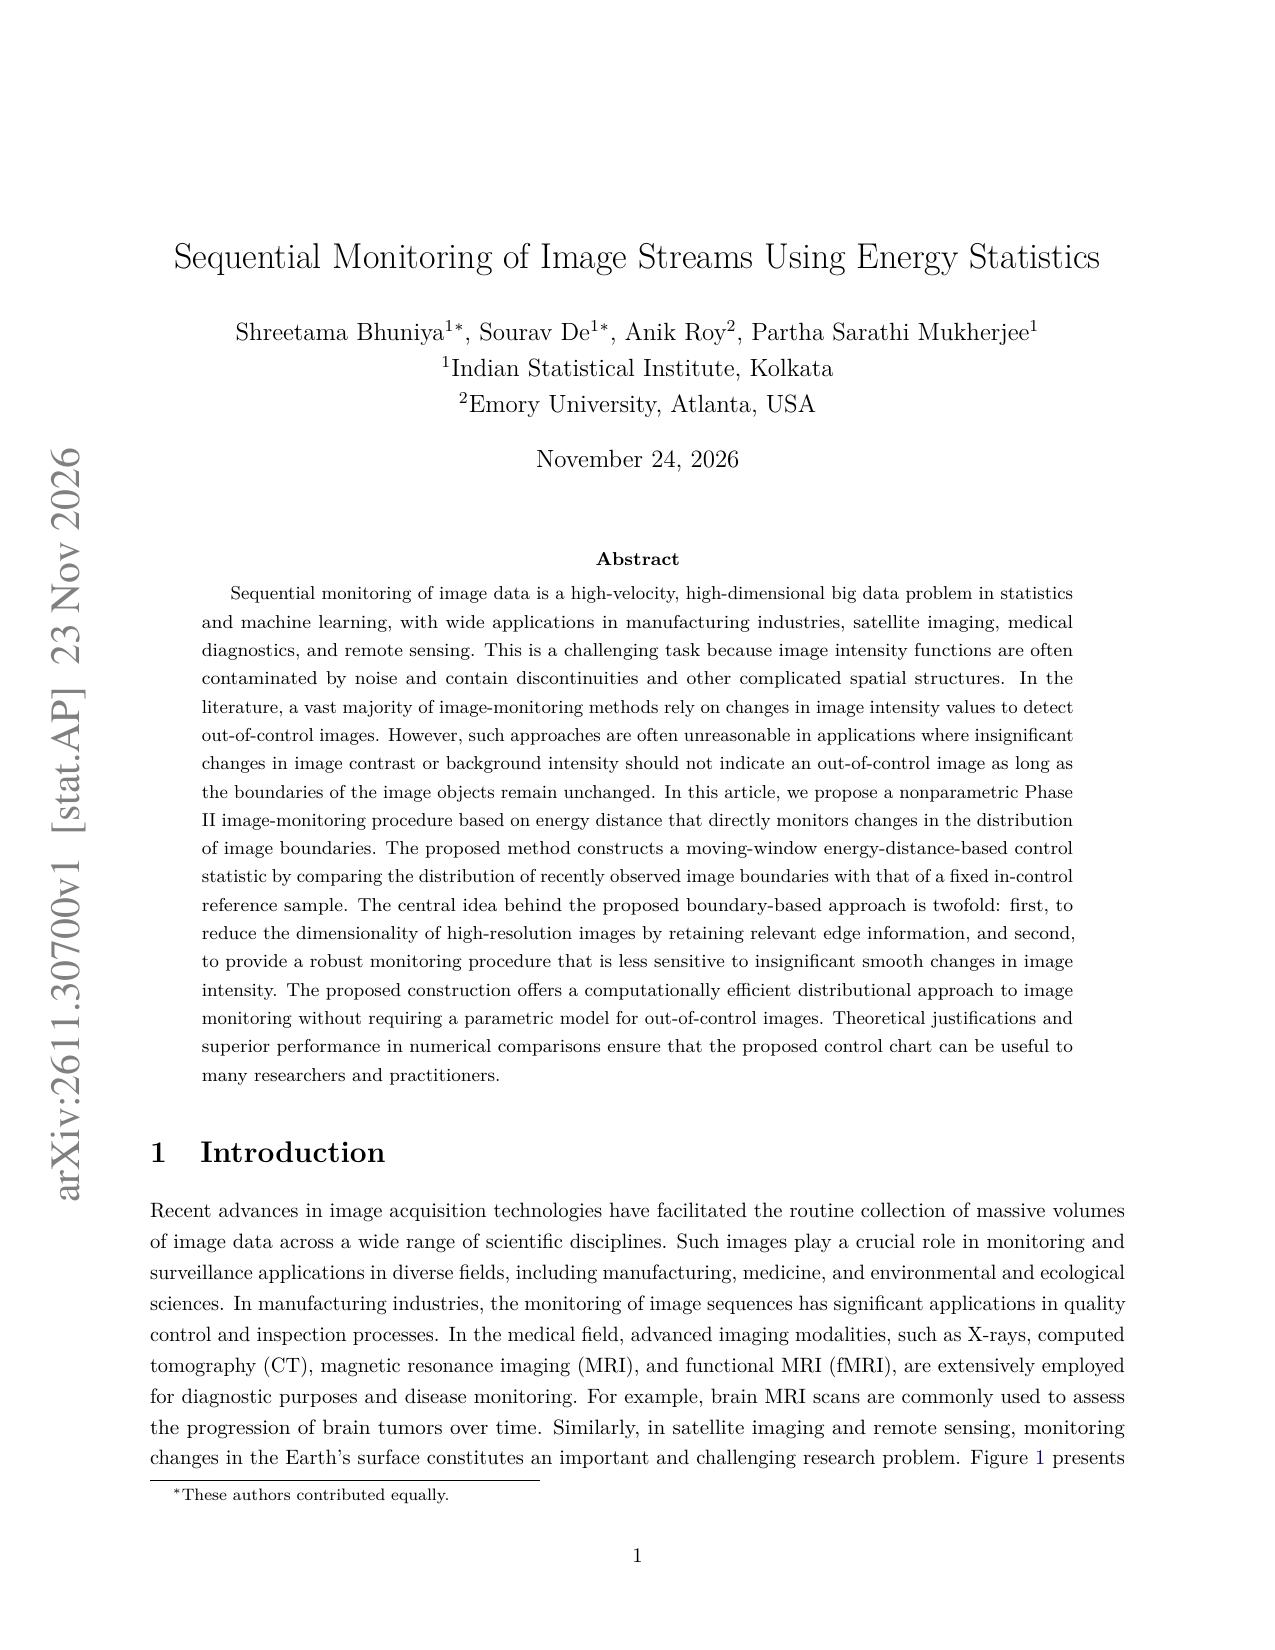 Sequential Monitoring of Image Streams Using Energy Statistics
Shreetama Bhuniya¹*, Sourav De¹*, Anik Roy², Partha Sarathi Mukherjee¹
¹Indian Statistical Institute, Kolkata
²Emory University, Atlanta, USA
November 24, 2026
arXiv:2611.30700v1 [stat.AP] 23 Nov 2026
Abstract
Sequential monitoring of image data is a high-velocity, high-dimensional big data problem in statistics
and machine learning, with wide applications in manufacturing industries, satellite imaging, medical
diagnostics, and remote sensing. This is a challenging task because image intensity functions are often
contaminated by noise and contain discontinuities and other complicated spatial structures. In the
literature, a vast majority of image-monitoring methods rely on changes in image intensity values to detect
out-of-control images. However, such approaches are often unreasonable in applications where insignificant
changes in image contrast or background intensity should not indicate an out-of-control image as long as
the boundaries of the image objects remain unchanged. In this article, we propose a nonparametric Phase
II image-monitoring procedure based on energy distance that directly monitors changes in the distribution
of image boundaries. The proposed method constructs a moving-window energy-distance-based control
statistic by comparing the distribution of recently observed image boundaries with that of a fixed in-control
reference sample. The central idea behind the proposed boundary-based approach is twofold: first, to
reduce the dimensionality of high-resolution images by retaining relevant edge information, and second,
to provide a robust monitoring procedure that is less sensitive to insignificant smooth changes in image
intensity. The proposed construction offers a computationally efficient distributional approach to image
monitoring without requiring a parametric model for out-of-control images. Theoretical justifications and
superior performance in numerical comparisons ensure that the proposed control chart can be useful to
many researchers and practitioners.
1 Introduction
Recent advances in image acquisition technologies have facilitated the routine collection of massive volumes
of image data across a wide range of scientific disciplines. Such images play a crucial role in monitoring and
surveillance applications in diverse fields, including manufacturing, medicine, and environmental and ecological
sciences. In manufacturing industries, the monitoring of image sequences has significant applications in quality
control and inspection processes. In the medical field, advanced imaging modalities, such as X-rays, computed
tomography (CT), magnetic resonance imaging (MRI), and functional MRI (fMRI), are extensively employed
for diagnostic purposes and disease monitoring. For example, brain MRI scans are commonly used to assess
the progression of brain tumors over time. Similarly, in satellite imaging and remote sensing, monitoring
changes in the Earth's surface constitutes an important and challenging research problem. Figure 1 presents
*These authors contributed equally.
1